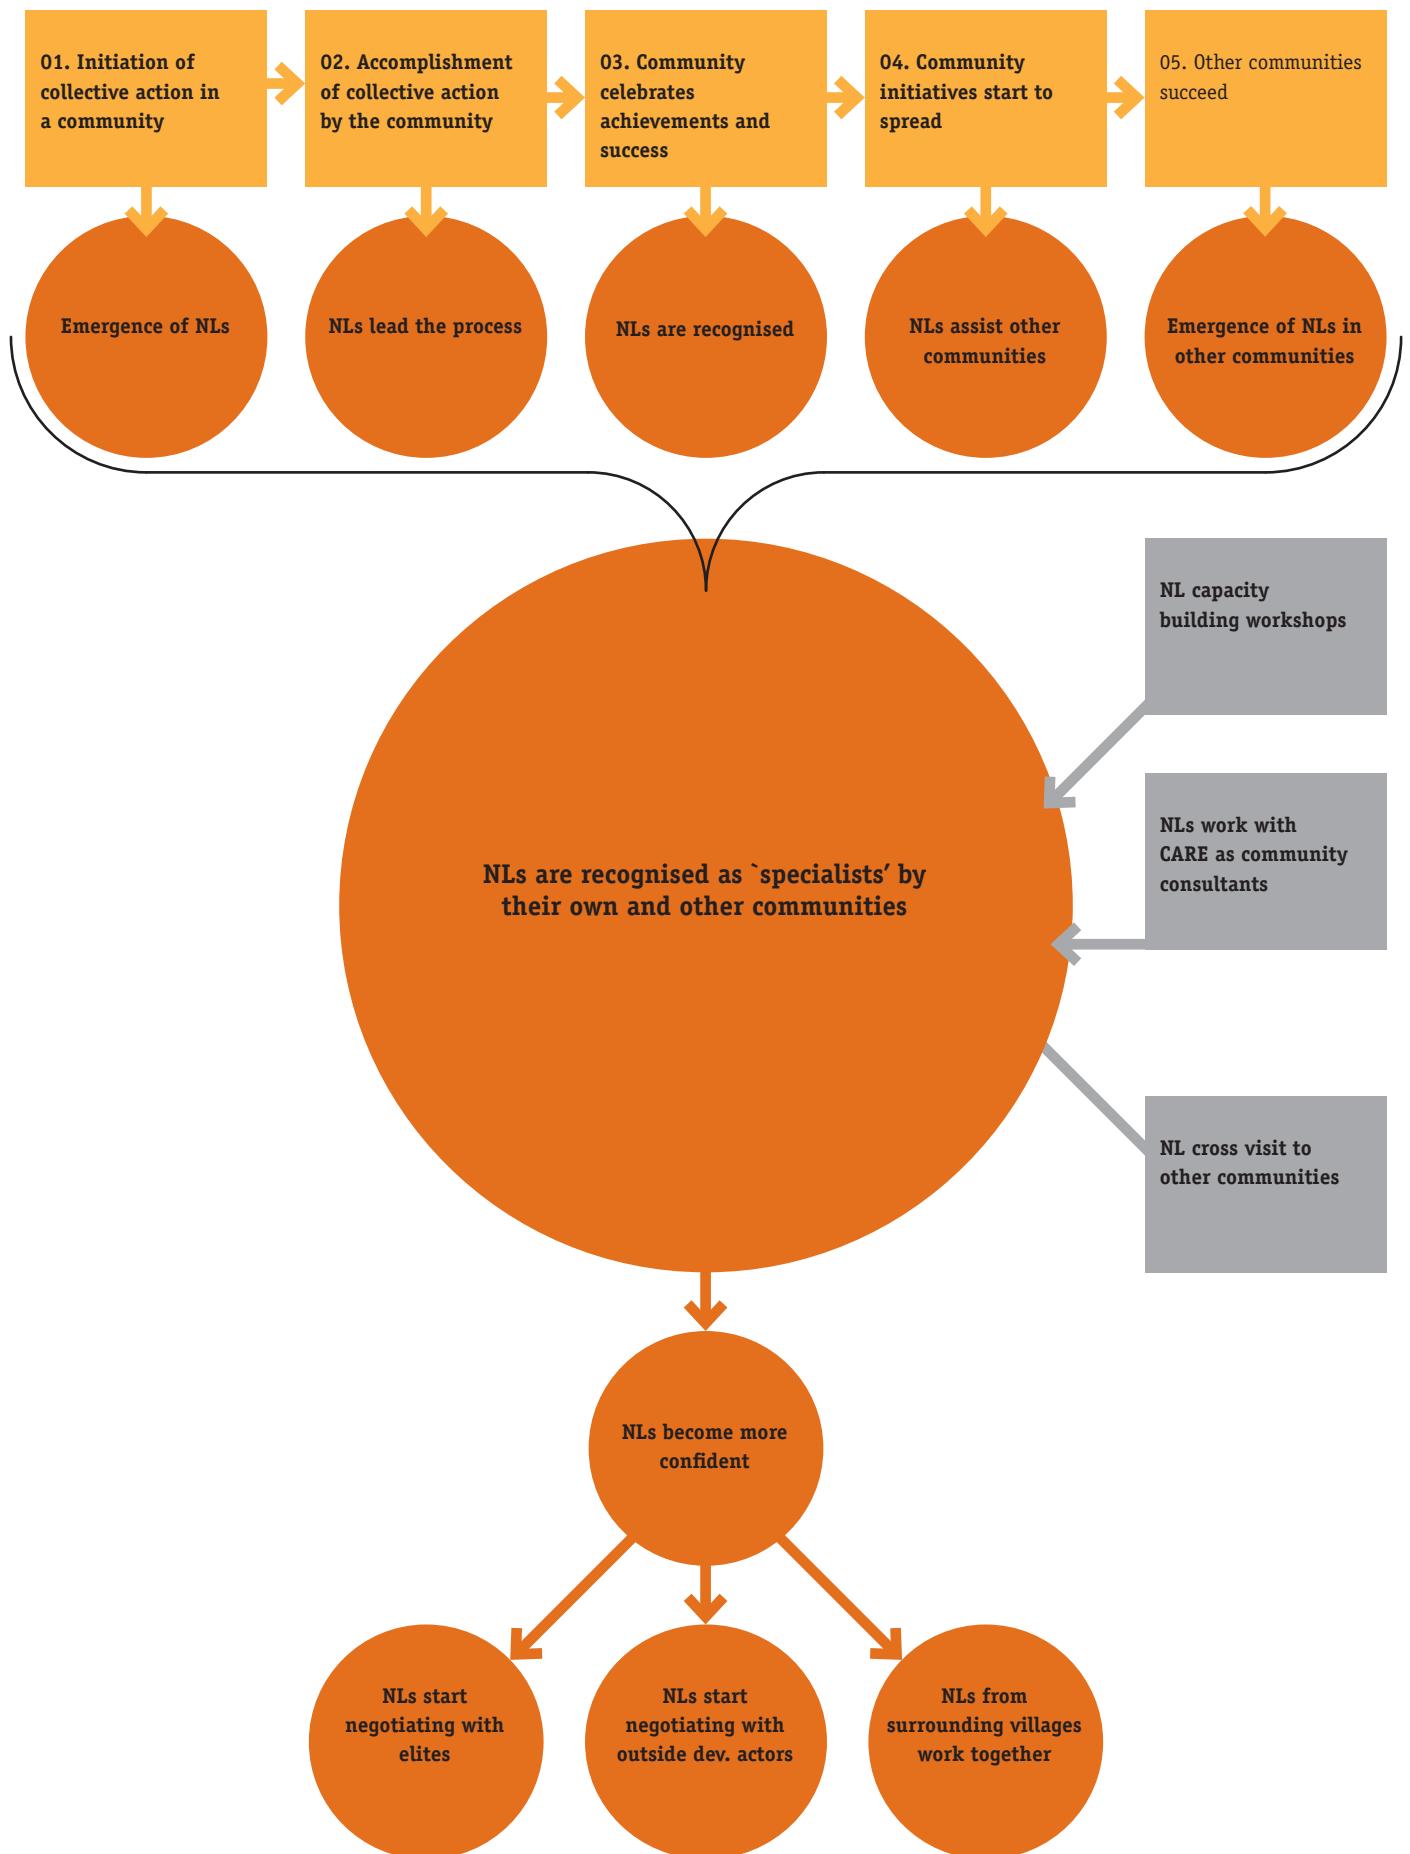 01. Initiation of
collective action in
a community
02. Accomplishment
of collective action
by the community
03. Community
celebrates
achievements and
success
04. Community
initiatives start to
spread
05. Other communities
succeed
Emergence of NLs
NLs lead the process
NLs are recognised
NLs assist other
communities
Emergence of NLs in
other communities
NL capacity
building workshops
NLs work with
CARE as community
consultants
NLs are recognised as `specialists’ by
their own and other communities
NL cross visit to
other communities
NLs become more
confident
NLs start
negotiating with
elites
NLs start
negotiating with
outside dev. actors
NLs from
surrounding villages
work together